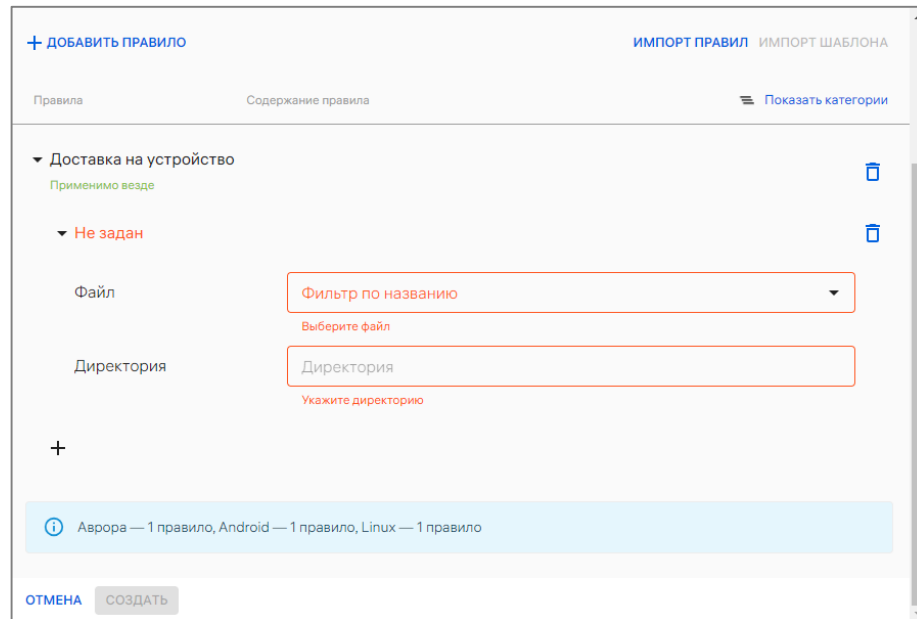 + ДОБАВИТЬ ПРАВИЛО ИМПОРТ ПРАВИЛ ИМПОРТ ШАБЛОНА
Правила Содержание правила Показать категории
Доставка на устройство
Применимо везде
Не задан
Файл Фильтр по названию
Выберите файл
Директория Директория
Укажите директорию
+
Аврора — 1 правило, Android — 1 правило, Linux — 1 правило
ОТМЕНА СОЗДАТЬ